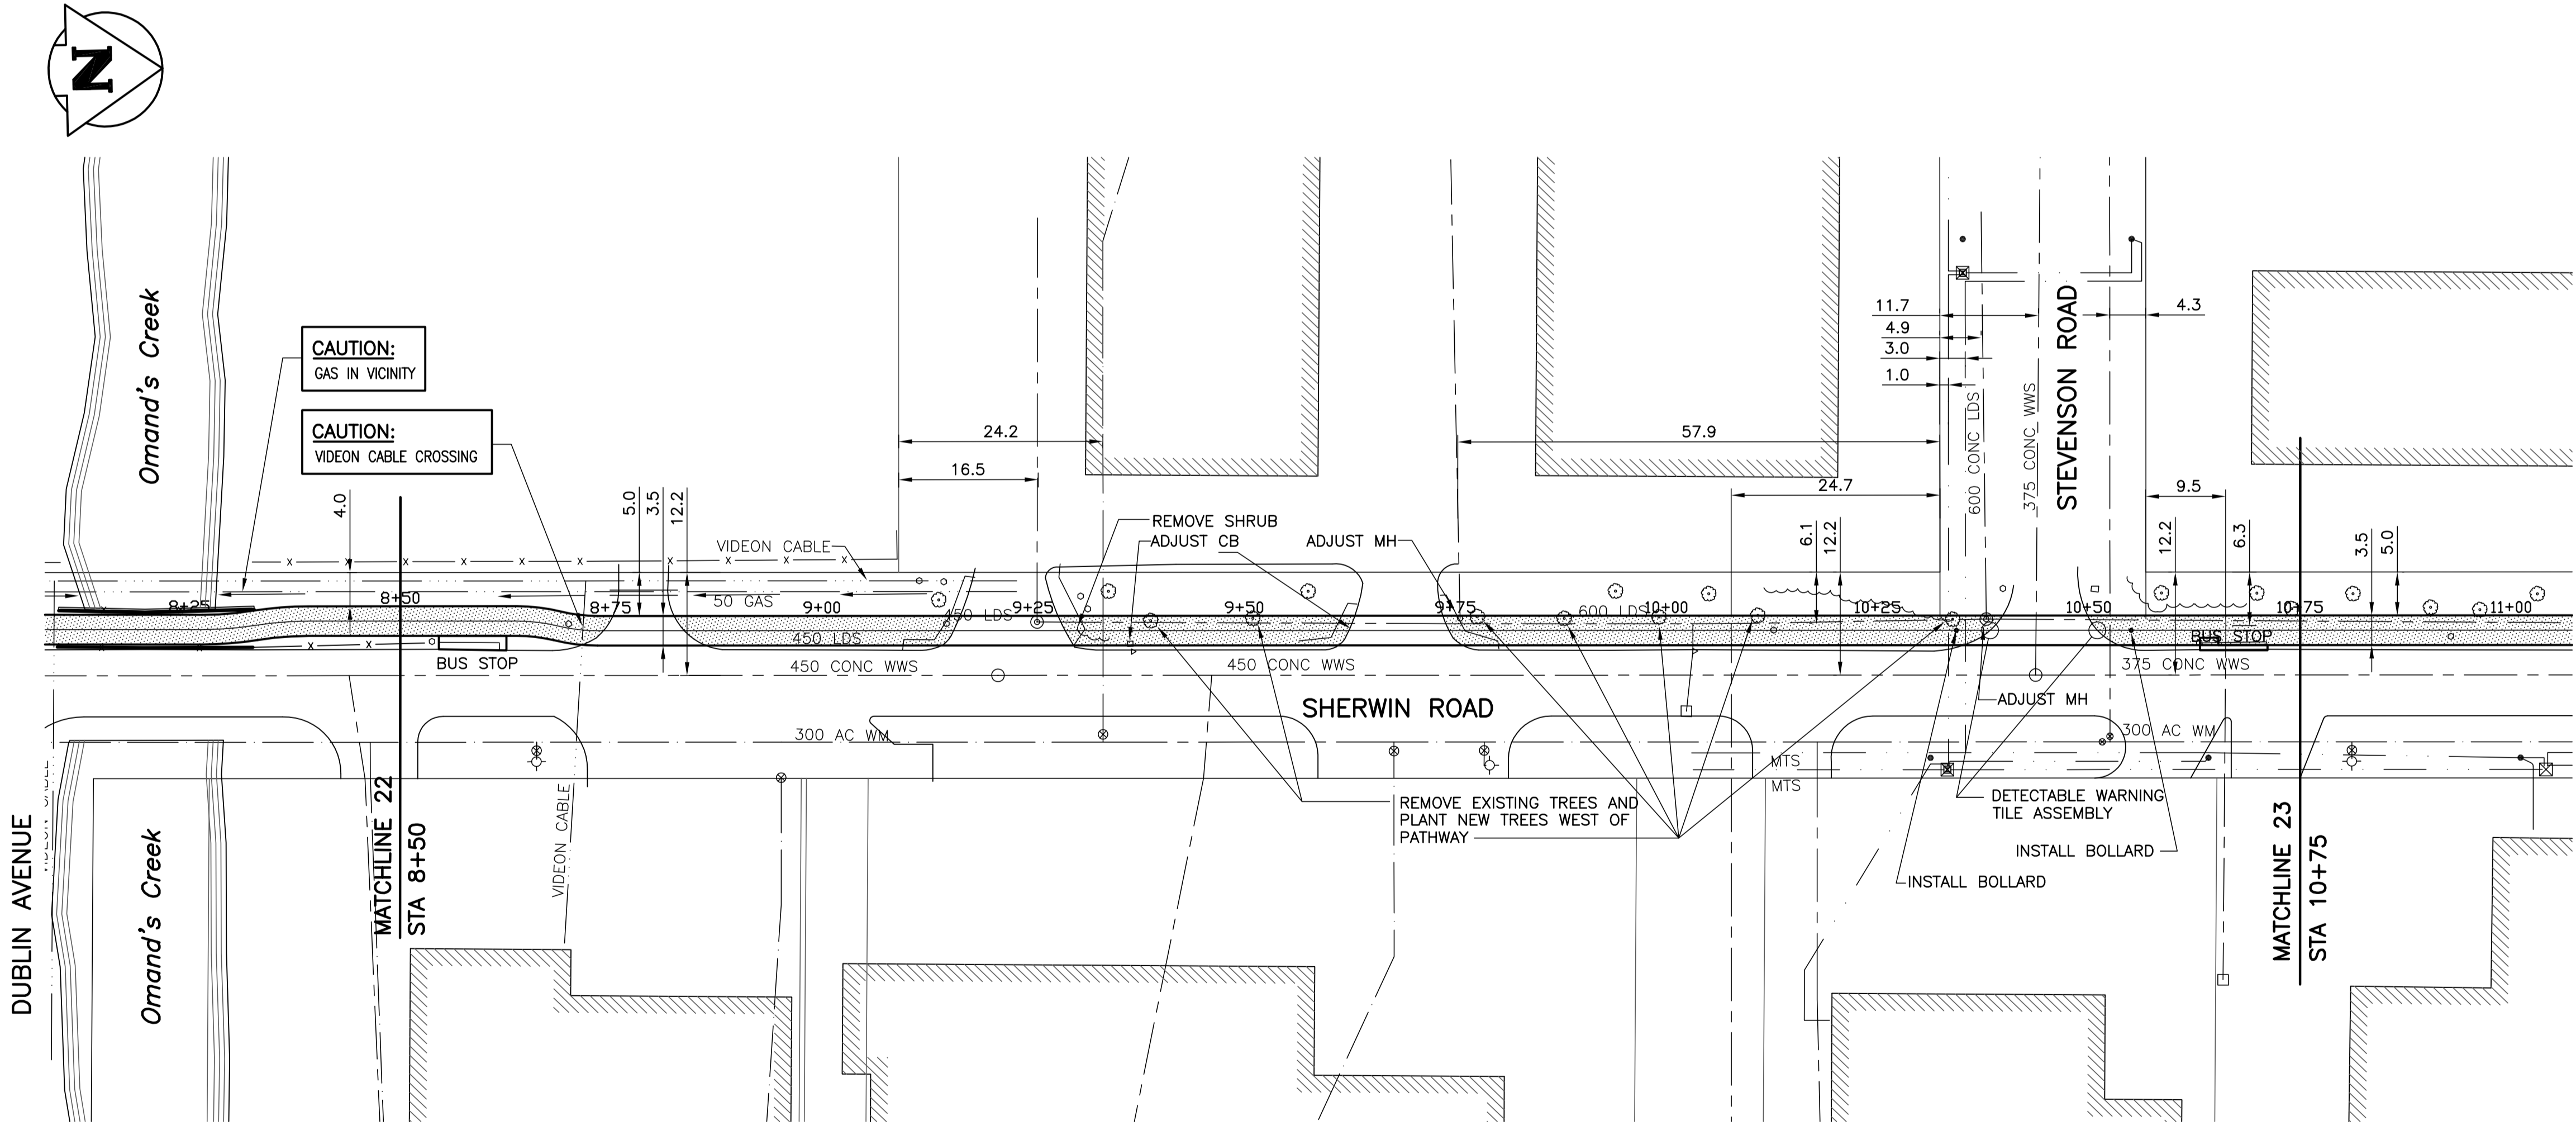 N
Omand's Creek
CAUTION:
GAS IN VICINITY
CAUTION:
VIDEON CABLE CROSSING
4.0
5.0
3.5
12.2
VIDEON CABLE
24.2
16.5
REMOVE SHRUB
ADJUST CB
ADJUST MH
57.9
24.7
6.1
12.2
11.7
4.9
3.0
1.0
4.3
600 CONC LDS
375 CONC WWS
STEVENSON ROAD
9.5
12.2
6.3
3.5
5.0
8+25
8+50
8+75
50 GAS
9+00
450 LDS
9+25
9+50
9+75
600 LDS
10+00
10+25
10+50
10+75
11+00
450 LDS
BUS STOP
BUS STOP
450 CONC WWS
450 CONC WWS
375 CONC WWS
SHERWIN ROAD
ADJUST MH
300 AC WM
300 AC WM
MTS
MTS
REMOVE EXISTING TREES AND
PLANT NEW TREES WEST OF
PATHWAY
DETECTABLE WARNING
TILE ASSEMBLY
INSTALL BOLLARD
INSTALL BOLLARD
DUBLIN AVENUE
VIDEON CABLE
Omand's Creek
MATCHLINE 22
STA 8+50
VIDEON CABLE
MATCHLINE 23
STA 10+75